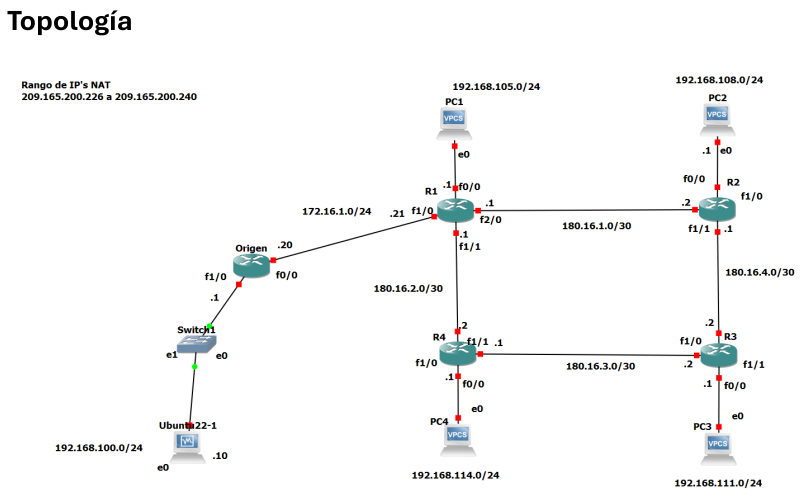 Topología
Rango de IP's NAT
209.165.200.226 a 209.165.200.240
192.168.105.0/24
PC1
VPCS
e0
192.168.108.0/24
PC2
VPCS
.1 e0
R1
.1 f0/0
f0/0
R2
172.16.1.0/24
.21
f1/0
.1
f2/0
.2
f1/0
180.16.1.0/30
.1
f1/1
f1/1 .1
Origen
.20
f1/0
f0/0
.1
180.16.2.0/30
180.16.4.0/30
Switch1
e1
e0
.2
R4
f1/1 .1
f1/0
.2
f1/0
R3
180.16.3.0/30
.2
f1/1
.1
f0/0
.1
f0/0
e0
PC4
VPCS
e0
PC3
VPCS
Ubuntu22-1
192.168.100.0/24
.10
e0
192.168.114.0/24
192.168.111.0/24